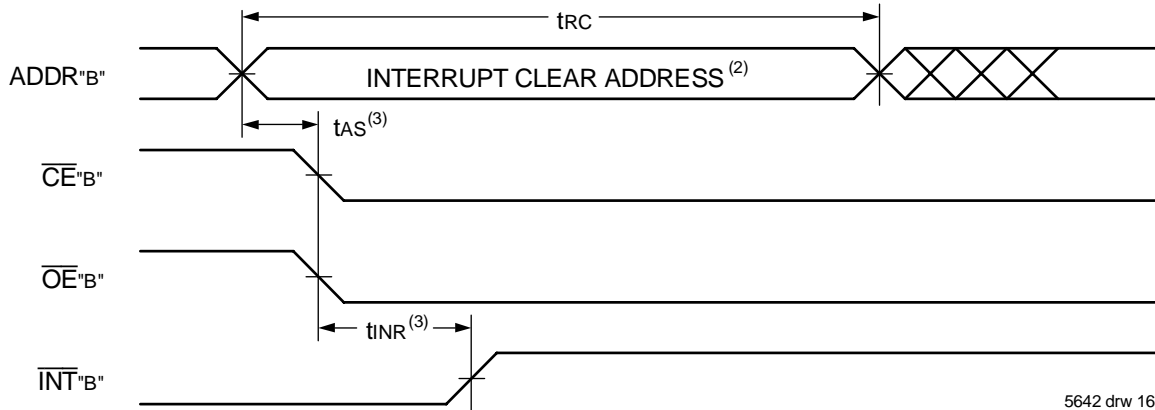 tRC
ADDR"B"
INTERRUPT CLEAR ADDRESS(2)
tAS(3)
CE"B"
OE"B"
tINR(3)
INT"B"
5642 drw 16